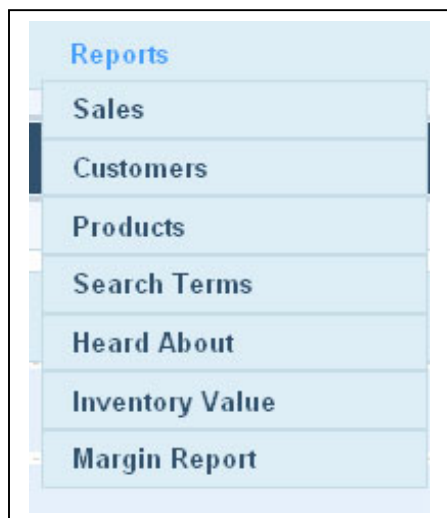 Reports
Sales
Customers
Products
Search Terms
Heard About
Inventory Value
Margin Report